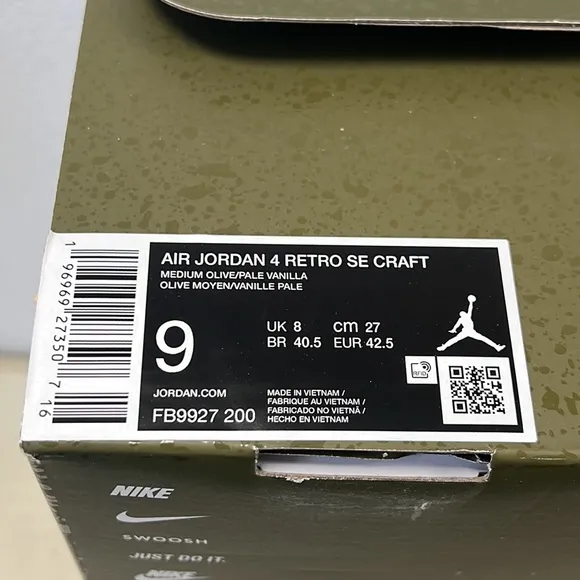 AIR JORDAN 4 RETRO SE CRAFT
MEDIUM OLIVE/PALE VANILLA
OLIVE MOYEN/VANILLE PALE
9
UK 8 cm 27
BR 40.5 EUR 42.5
JORDAN.COM
FB9927 200
MADE IN VIETNAM /
FABRIQUE AU VIETNAM /
FABRICADO NO VIETNÃ /
HECHO EN VIETNAM
RFID
1 96969 27350 7 16
NIKE
SWOOSH
JUST DO IT.
NIKE